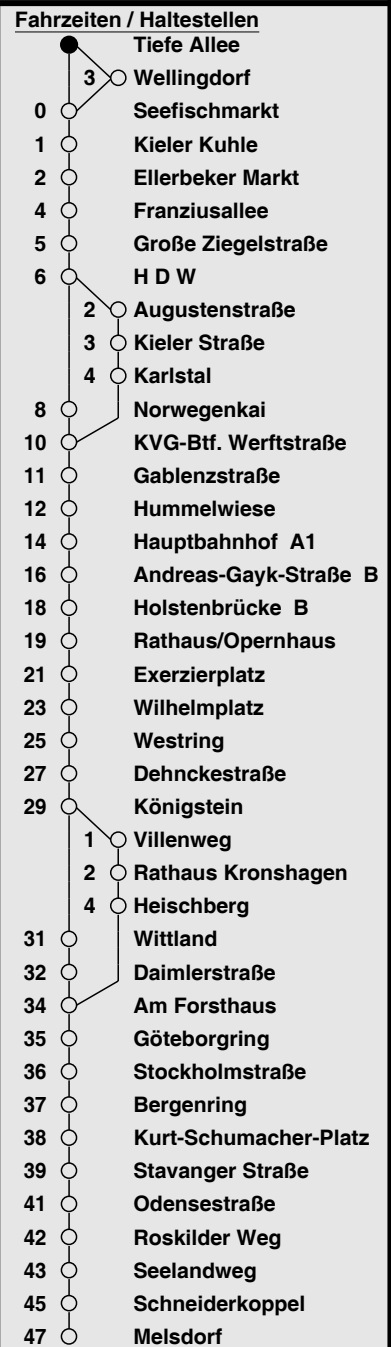 Fahrzeiten / Haltestellen
Tiefe Allee
3 Wellingdorf
0 Seefischmarkt
1 Kieler Kuhle
2 Ellerbeker Markt
4 Franziusallee
5 Große Ziegelstraße
6 H D W
2 Augustenstraße
3 Kieler Straße
4 Karlstal
8 Norwegenkai
10 KVG-Btf. Werftstraße
11 Gablenzstraße
12 Hummelwiese
14 Hauptbahnhof A1
16 Andreas-Gayk-Straße B
18 Holstenbrücke B
19 Rathaus/Opernhaus
21 Exerzierplatz
23 Wilhelmplatz
25 Westring
27 Dehnckestraße
29 Königstein
1 Villenweg
2 Rathaus Kronshagen
4 Heischberg
31 Wittland
32 Daimlerstraße
34 Am Forsthaus
35 Göteborgring
36 Stockholmstraße
37 Bergenring
38 Kurt-Schumacher-Platz
39 Stavanger Straße
41 Odensestraße
42 Roskilder Weg
43 Seelandweg
45 Schneiderkoppel
47 Melsdorf